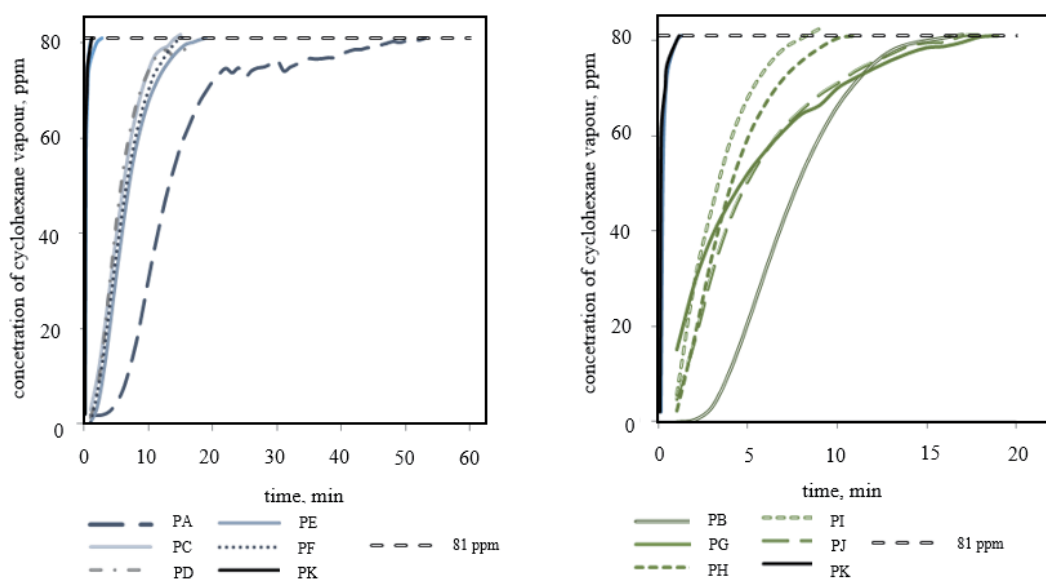 concetration of cyclohexane vapour, ppm
80
60
40
20
0
0 10 20 30 40 50 60
time, min
PA PE
PC PF 81 ppm
PD PK
concetration of cyclohexane vapour, ppm
80
60
40
20
0
0 5 10 15 20
time, min
PB PI
PG PJ 81 ppm
PH PK